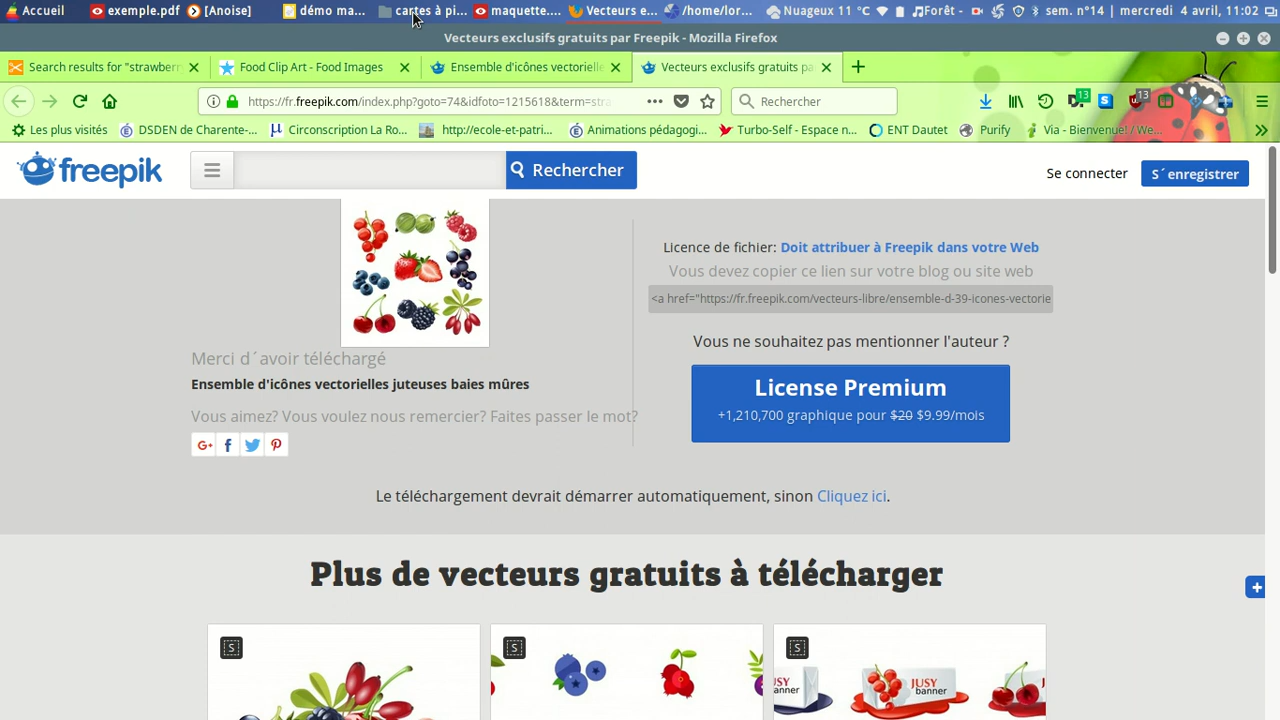 Accueil exemple.pdf [Anoise] démo ma... cartes à pi... maquette.... Vecteurs e... /home/lor... Nuageux 11 °C Forêt - sem. n°14 | mercredi 4 avril, 11:02
Vecteurs exclusifs gratuits par Freepik - Mozilla Firefox
Search results for "strawberr Food Clip Art - Food Images Ensemble d'icônes vectorielle Vecteurs exclusifs gratuits pa
https://fr.freepik.com/index.php?goto=74&idfoto=1215618&term=stra Rechercher 13 13
Les plus visités DSDEN de Charente-... Circonscription La Ro... http://ecole-et-patri... Animations pédagogi... Turbo-Self - Espace n... ENT Dautet Purify Via - Bienvenue! / We...
freepik Rechercher Se connecter S´enregistrer
Licence de fichier: Doit attribuer à Freepik dans votre Web
Vous devez copier ce lien sur votre blog ou site web
<a href="https://fr.freepik.com/vecteurs-libre/ensemble-d-39-icones-vectorie
Vous ne souhaitez pas mentionner l'auteur ?
License Premium
+1,210,700 graphique pour $20 $9.99/mois
Merci d´avoir téléchargé
Ensemble d'icônes vectorielles juteuses baies mûres
Vous aimez? Vous voulez nous remercier? Faites passer le mot?
Le téléchargement devrait démarrer automatiquement, sinon Cliquez ici.
Plus de vecteurs gratuits à télécharger
S S S
JUSY
banner
JUSY
banner